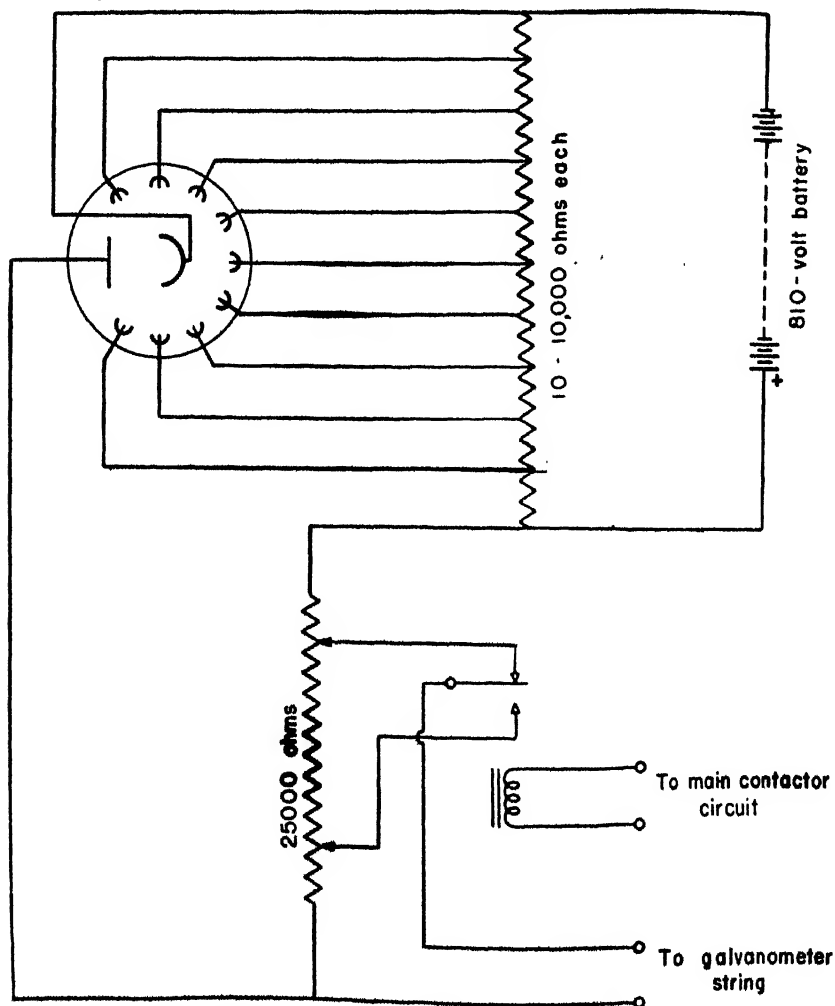 10 - 10,000 ohms each
810-volt battery
+
25000 ohms
To main contactor
circuit
To galvanometer
string